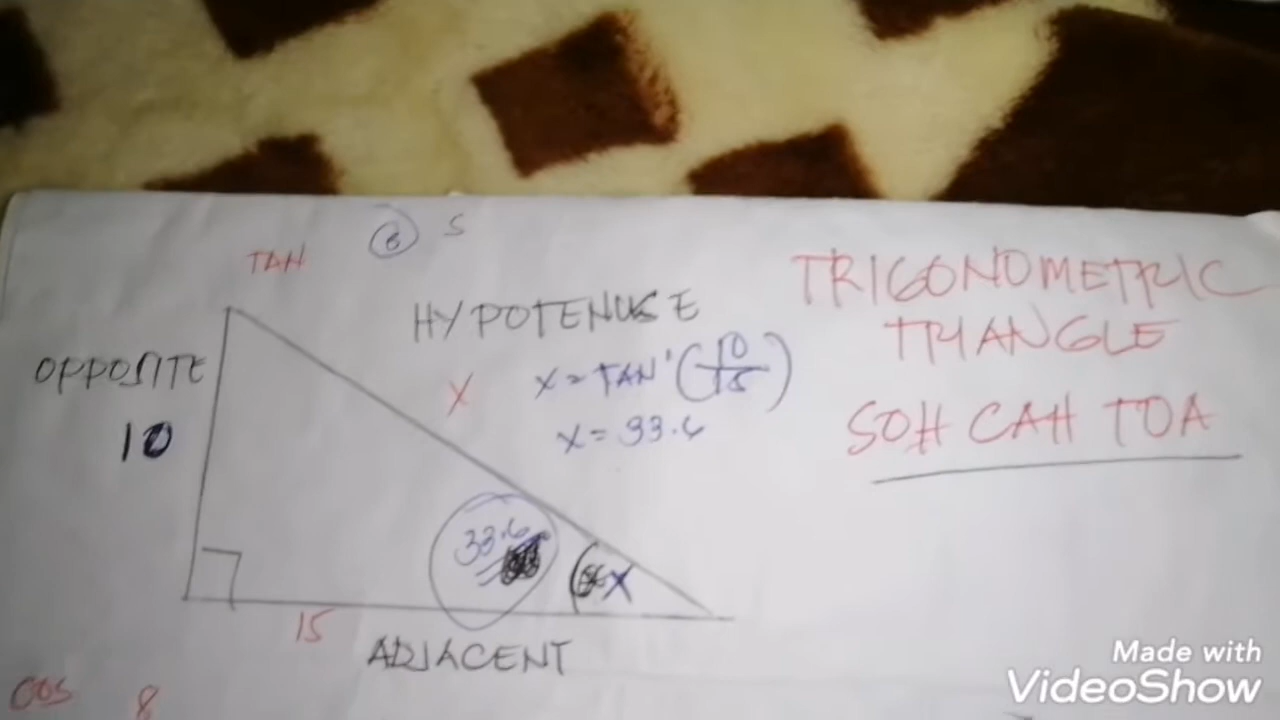 TRIGONOMETRIC
TRIANGLE
SOH CAH TOA
TAN
6 S
HYPOTENUSE
OPPOSITE
10
X
X = TAN' (10/15)
X = 33.6
33.6
X
15
ADJACENT
COS 8
Made with
VideoShow